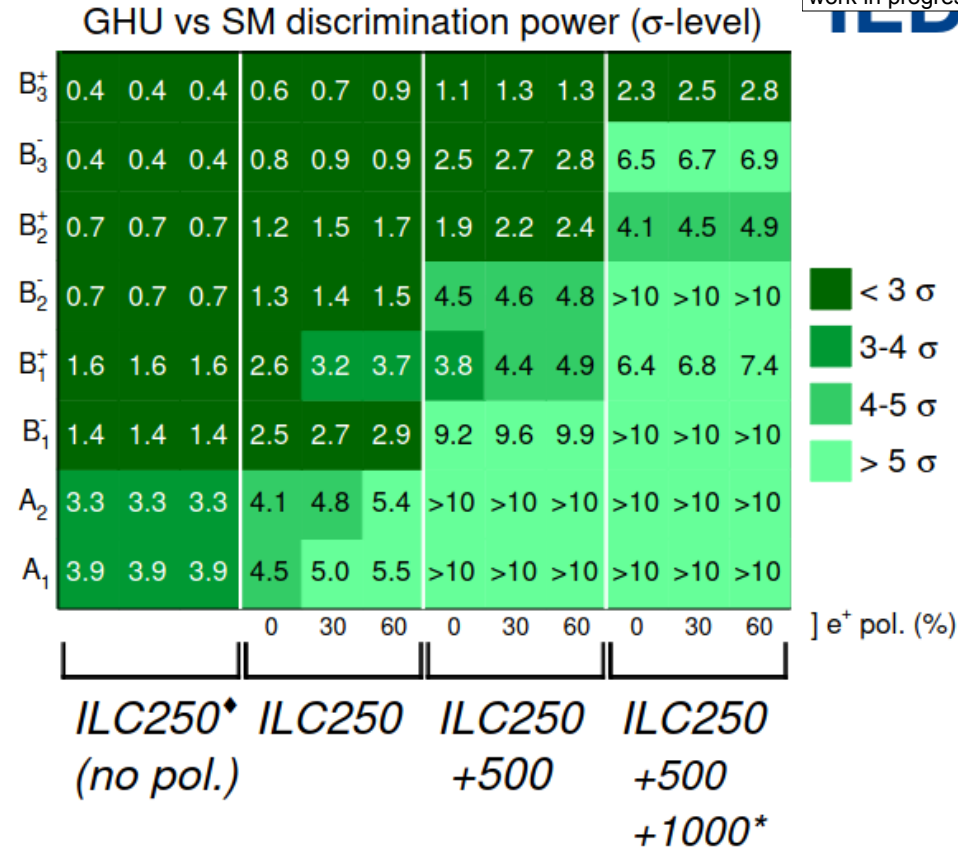 work in progres
GHU vs SM discrimination power (σ-level)
B₃⁺ 0.4 0.4 0.4 0.6 0.7 0.9 1.1 1.3 1.3 2.3 2.5 2.8
B₃⁻ 0.4 0.4 0.4 0.8 0.9 0.9 2.5 2.7 2.8 6.5 6.7 6.9
B₂⁺ 0.7 0.7 0.7 1.2 1.5 1.7 1.9 2.2 2.4 4.1 4.5 4.9
B₂⁻ 0.7 0.7 0.7 1.3 1.4 1.5 4.5 4.6 4.8 >10 >10 >10
B₁⁺ 1.6 1.6 1.6 2.6 3.2 3.7 3.8 4.4 4.9 6.4 6.8 7.4
B₁⁻ 1.4 1.4 1.4 2.5 2.7 2.9 9.2 9.6 9.9 >10 >10 >10
A₂ 3.3 3.3 3.3 4.1 4.8 5.4 >10 >10 >10 >10 >10 >10
A₁ 3.9 3.9 3.9 4.5 5.0 5.5 >10 >10 >10 >10 >10 >10
< 3 σ
3-4 σ
4-5 σ
> 5 σ
0 30 60 0 30 60 0 30 60 ] e⁺ pol. (%)
ILC250♦ ILC250 ILC250 ILC250
(no pol.) +500 +500
+1000*